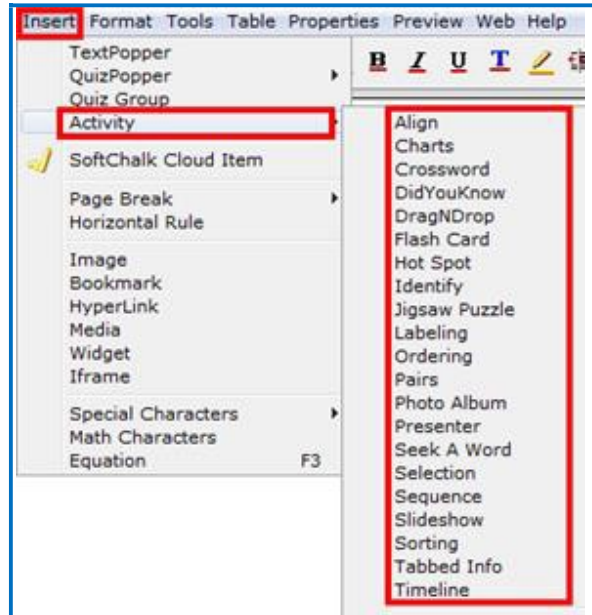 Insert Format Tools Table Properties Preview Web Help
B I U T
TextPopper
QuizPopper
Quiz Group
Activity
SoftChalk Cloud Item
Page Break
Horizontal Rule
Image
Bookmark
HyperLink
Media
Widget
Iframe
Special Characters
Math Characters
Equation F3
Align
Charts
Crossword
DidYouKnow
DragNDrop
Flash Card
Hot Spot
Identify
Jigsaw Puzzle
Labeling
Ordering
Pairs
Photo Album
Presenter
Seek A Word
Selection
Sequence
Slideshow
Sorting
Tabbed Info
Timeline